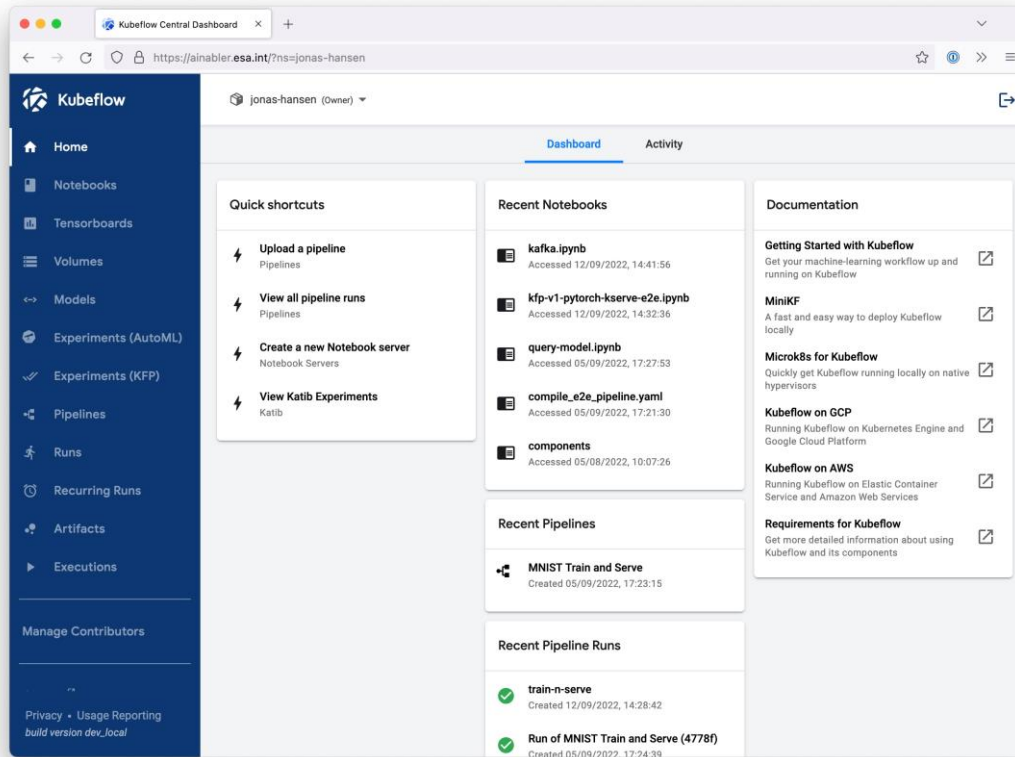 Kubeflow Central Dashboard
https://ainabler.esa.int/?ns=jonas-hansen
Kubeflow
jonas-hansen (Owner)
Home
Notebooks
Tensorboards
Volumes
Models
Experiments (AutoML)
Experiments (KFP)
Pipelines
Runs
Recurring Runs
Artifacts
Executions
Manage Contributors
Privacy • Usage Reporting
build version dev_local
Dashboard
Activity
Quick shortcuts
Upload a pipeline
Pipelines
View all pipeline runs
Pipelines
Create a new Notebook server
Notebook Servers
View Katib Experiments
Katib
Recent Notebooks
kafka.ipynb
Accessed 12/09/2022, 14:41:56
kfp-v1-pytorch-kserve-e2e.ipynb
Accessed 12/09/2022, 14:32:36
query-model.ipynb
Accessed 05/09/2022, 17:27:53
compile_e2e_pipeline.yaml
Accessed 05/09/2022, 17:21:30
components
Accessed 05/08/2022, 10:07:26
Recent Pipelines
MNIST Train and Serve
Created 05/09/2022, 17:23:15
Recent Pipeline Runs
train-n-serve
Created 12/09/2022, 14:28:42
Run of MNIST Train and Serve (4778f)
Created 05/09/2022, 17:24:39
Documentation
Getting Started with Kubeflow
Get your machine-learning workflow up and
running on Kubeflow
MiniKF
A fast and easy way to deploy Kubeflow
locally
Microk8s for Kubeflow
Quickly get Kubeflow running locally on native
hypervisors
Kubeflow on GCP
Running Kubeflow on Kubernetes Engine and
Google Cloud Platform
Kubeflow on AWS
Running Kubeflow on Elastic Container
Service and Amazon Web Services
Requirements for Kubeflow
Get more detailed information about using
Kubeflow and its components